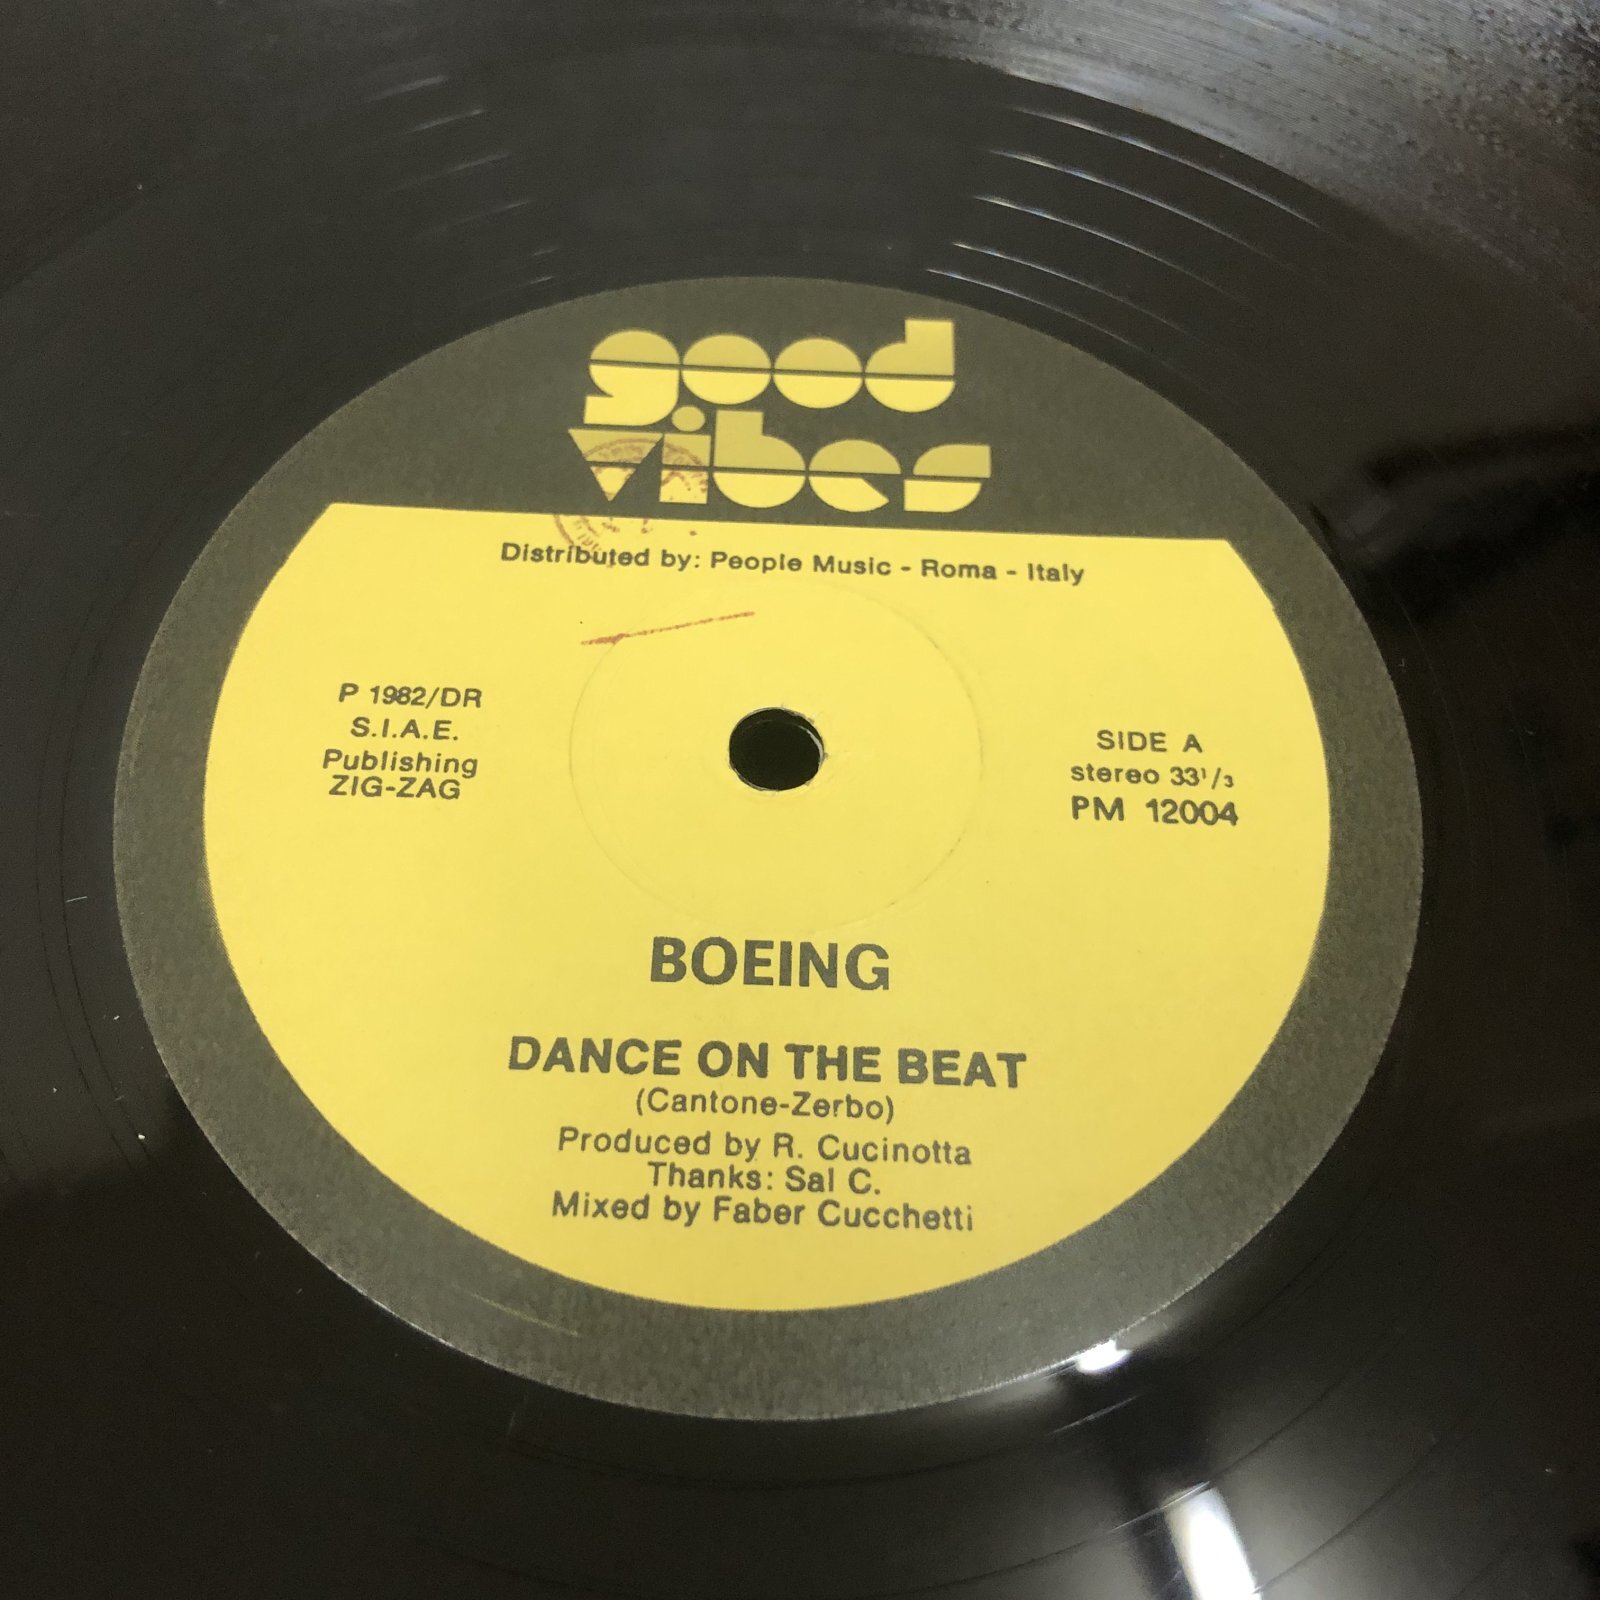 good
vibes
Distributed by: People Music - Roma - Italy
P 1982/DR
S.I.A.E.
Publishing
ZIG-ZAG
SIDE A
stereo 33¹/₃
PM 12004
BOEING
DANCE ON THE BEAT
(Cantone-Zerbo)
Produced by R. Cucinotta
Thanks: Sal C.
Mixed by Faber Cucchetti